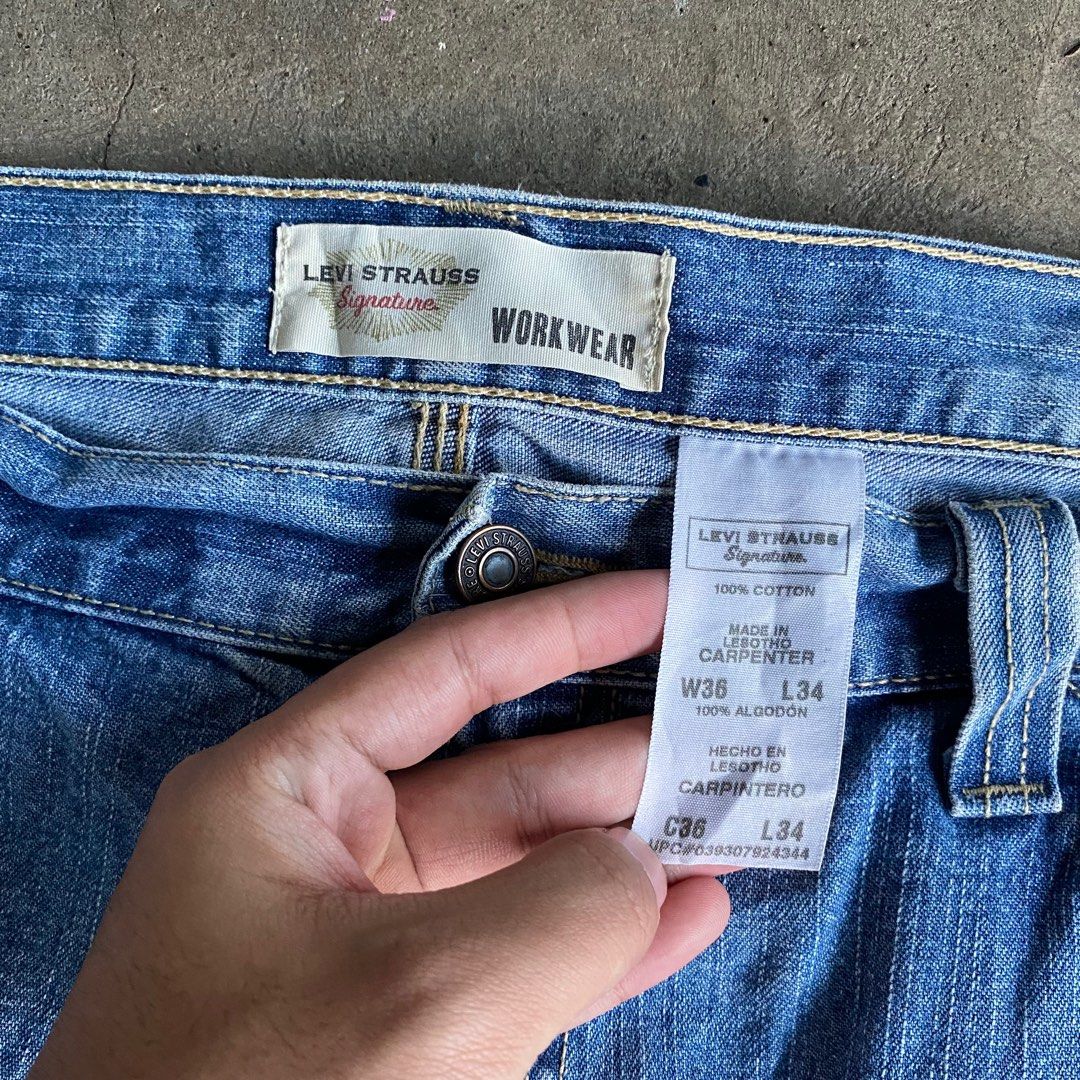 LEVI STRAUSS
Signature
WORKWEAR
LEVI STRAUSS
LEVI STRAUSS
Signature
100% COTTON
MADE IN
LESOTHO
CARPENTER
W36 L34
100% ALGODÓN
HECHO EN
LESOTHO
CARPINTERO
C36 L34
UPC#039307924344